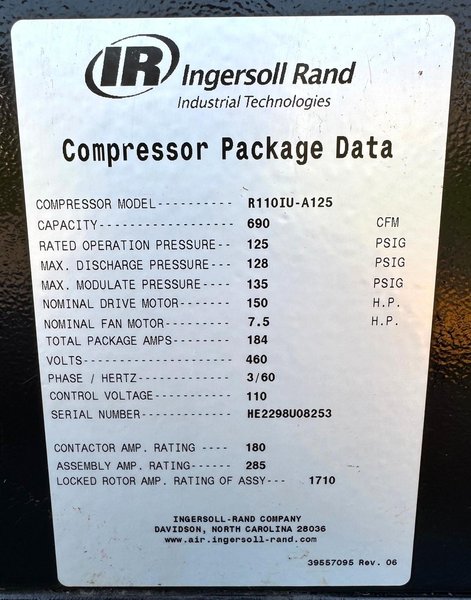 IR Ingersoll Rand
Industrial Technologies
Compressor Package Data
COMPRESSOR MODEL---------- R110IU-A125
CAPACITY------------------ 690 CFM
RATED OPERATION PRESSURE-- 125 PSIG
MAX. DISCHARGE PRESSURE--- 128 PSIG
MAX. MODULATE PRESSURE---- 135 PSIG
NOMINAL DRIVE MOTOR------- 150 H.P.
NOMINAL FAN MOTOR--------- 7.5 H.P.
TOTAL PACKAGE AMPS-------- 184
VOLTS--------------------- 460
PHASE / HERTZ------------- 3/60
CONTROL VOLTAGE----------- 110
SERIAL NUMBER------------- HE2298U08253
CONTACTOR AMP. RATING ---- 180
ASSEMBLY AMP. RATING------ 285
LOCKED ROTOR AMP. RATING OF ASSY--- 1710
INGERSOLL-RAND COMPANY
DAVIDSON, NORTH CAROLINA 28036
www.air.ingersoll-rand.com
39557095 Rev. 06